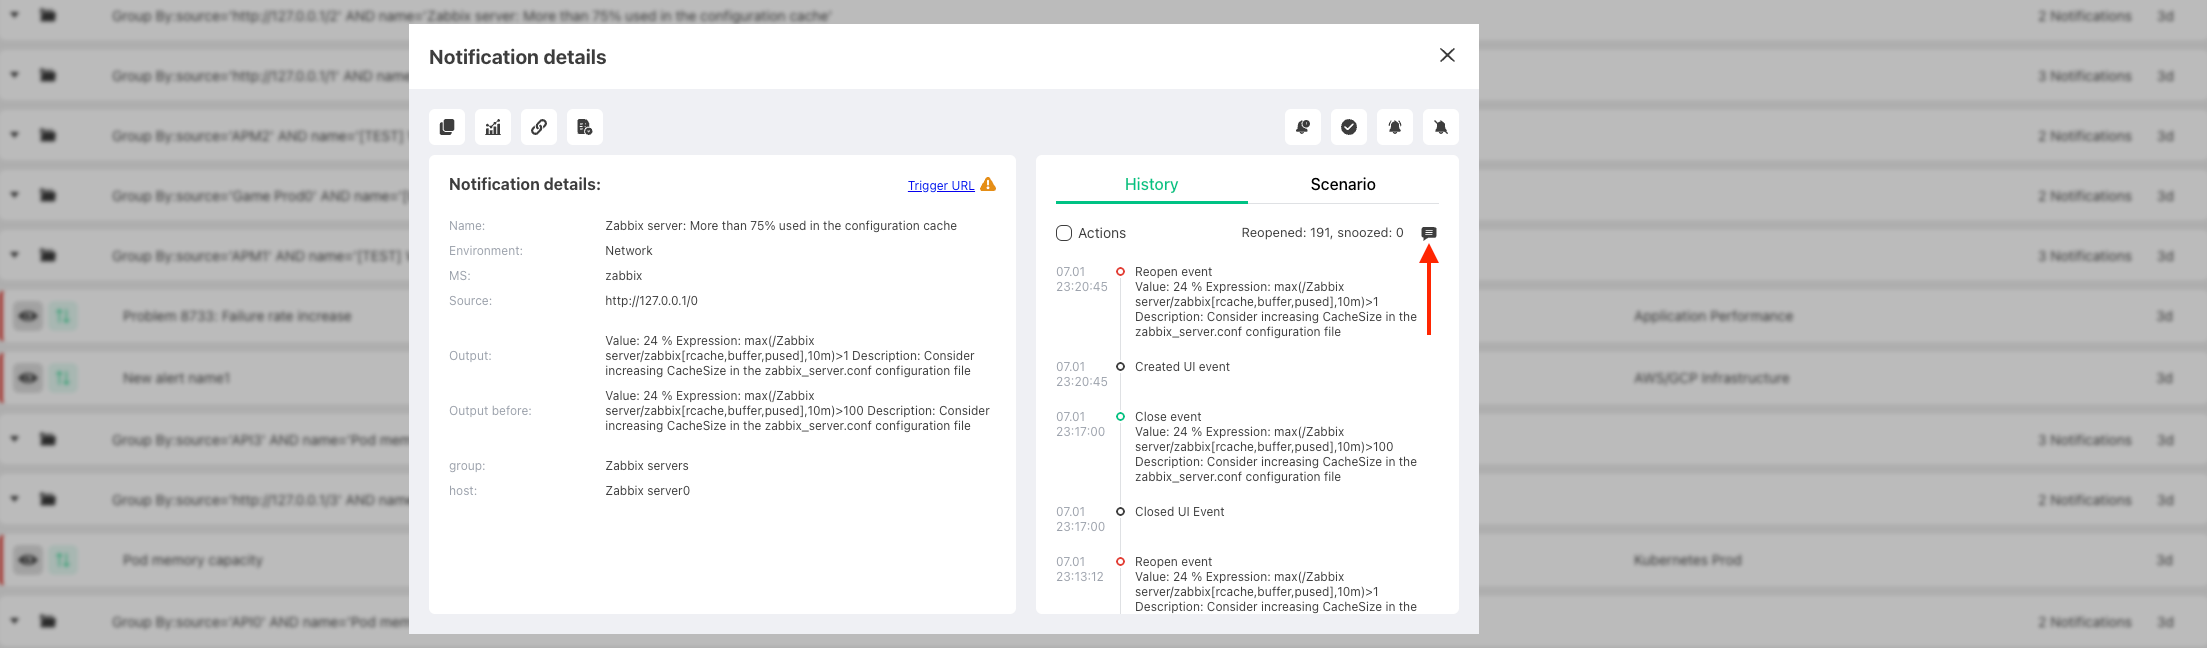 Group By:source='http://127.0.0.1/2' AND name='Zabbix server: More than 75% used in the configuration cache'
2 Notifications
3d
Notification details
Group By:source='http://127.0.0.1/1' AND name
3 Notifications
3d
Group By:source='APM2' AND name='[TEST]
2 Notifications
3d
Group By:source='Game Prod0' AND name='[
2 Notifications
3d
Group By:source='APM1' AND name='[TEST]
3 Notifications
3d
Problem 8733: Failure rate increase
Application Performance
3d
New alert name1
AWS/GCP Infrastructure
3d
Group By:source='API3' AND name='Pod mem
3 Notifications
3d
Group By:source='http://127.0.0.1/3' AND name
2 Notifications
3d
Pod memory capacity
Kubernetes Prod
3d
Group By:source='API0' AND name='Pod mem
2 Notifications
3d
Notification details:
Trigger URL
Name:
Zabbix server: More than 75% used in the configuration cache
Environment:
Network
MS:
zabbix
Source:
http://127.0.0.1/0
Output:
Value: 24 % Expression: max(/Zabbix
server/zabbix[rcache,buffer,pused],10m)>1 Description: Consider
increasing CacheSize in the zabbix_server.conf configuration file
Output before:
Value: 24 % Expression: max(/Zabbix
server/zabbix[rcache,buffer,pused],10m)>100 Description: Consider
increasing CacheSize in the zabbix_server.conf configuration file
group:
Zabbix servers
host:
Zabbix server0
History
Scenario
Actions
Reopened: 191, snoozed: 0
07.01
23:20:45
Reopen event
Value: 24 % Expression: max(/Zabbix
server/zabbix[rcache,buffer,pused],10m)>1
Description: Consider increasing CacheSize in the
zabbix_server.conf configuration file
07.01
23:20:45
Created UI event
07.01
23:17:00
Close event
Value: 24 % Expression: max(/Zabbix
server/zabbix[rcache,buffer,pused],10m)>100
Description: Consider increasing CacheSize in the
zabbix_server.conf configuration file
07.01
23:17:00
Closed UI Event
07.01
23:13:12
Reopen event
Value: 24 % Expression: max(/Zabbix
server/zabbix[rcache,buffer,pused],10m)>1
Description: Consider increasing CacheSize in the